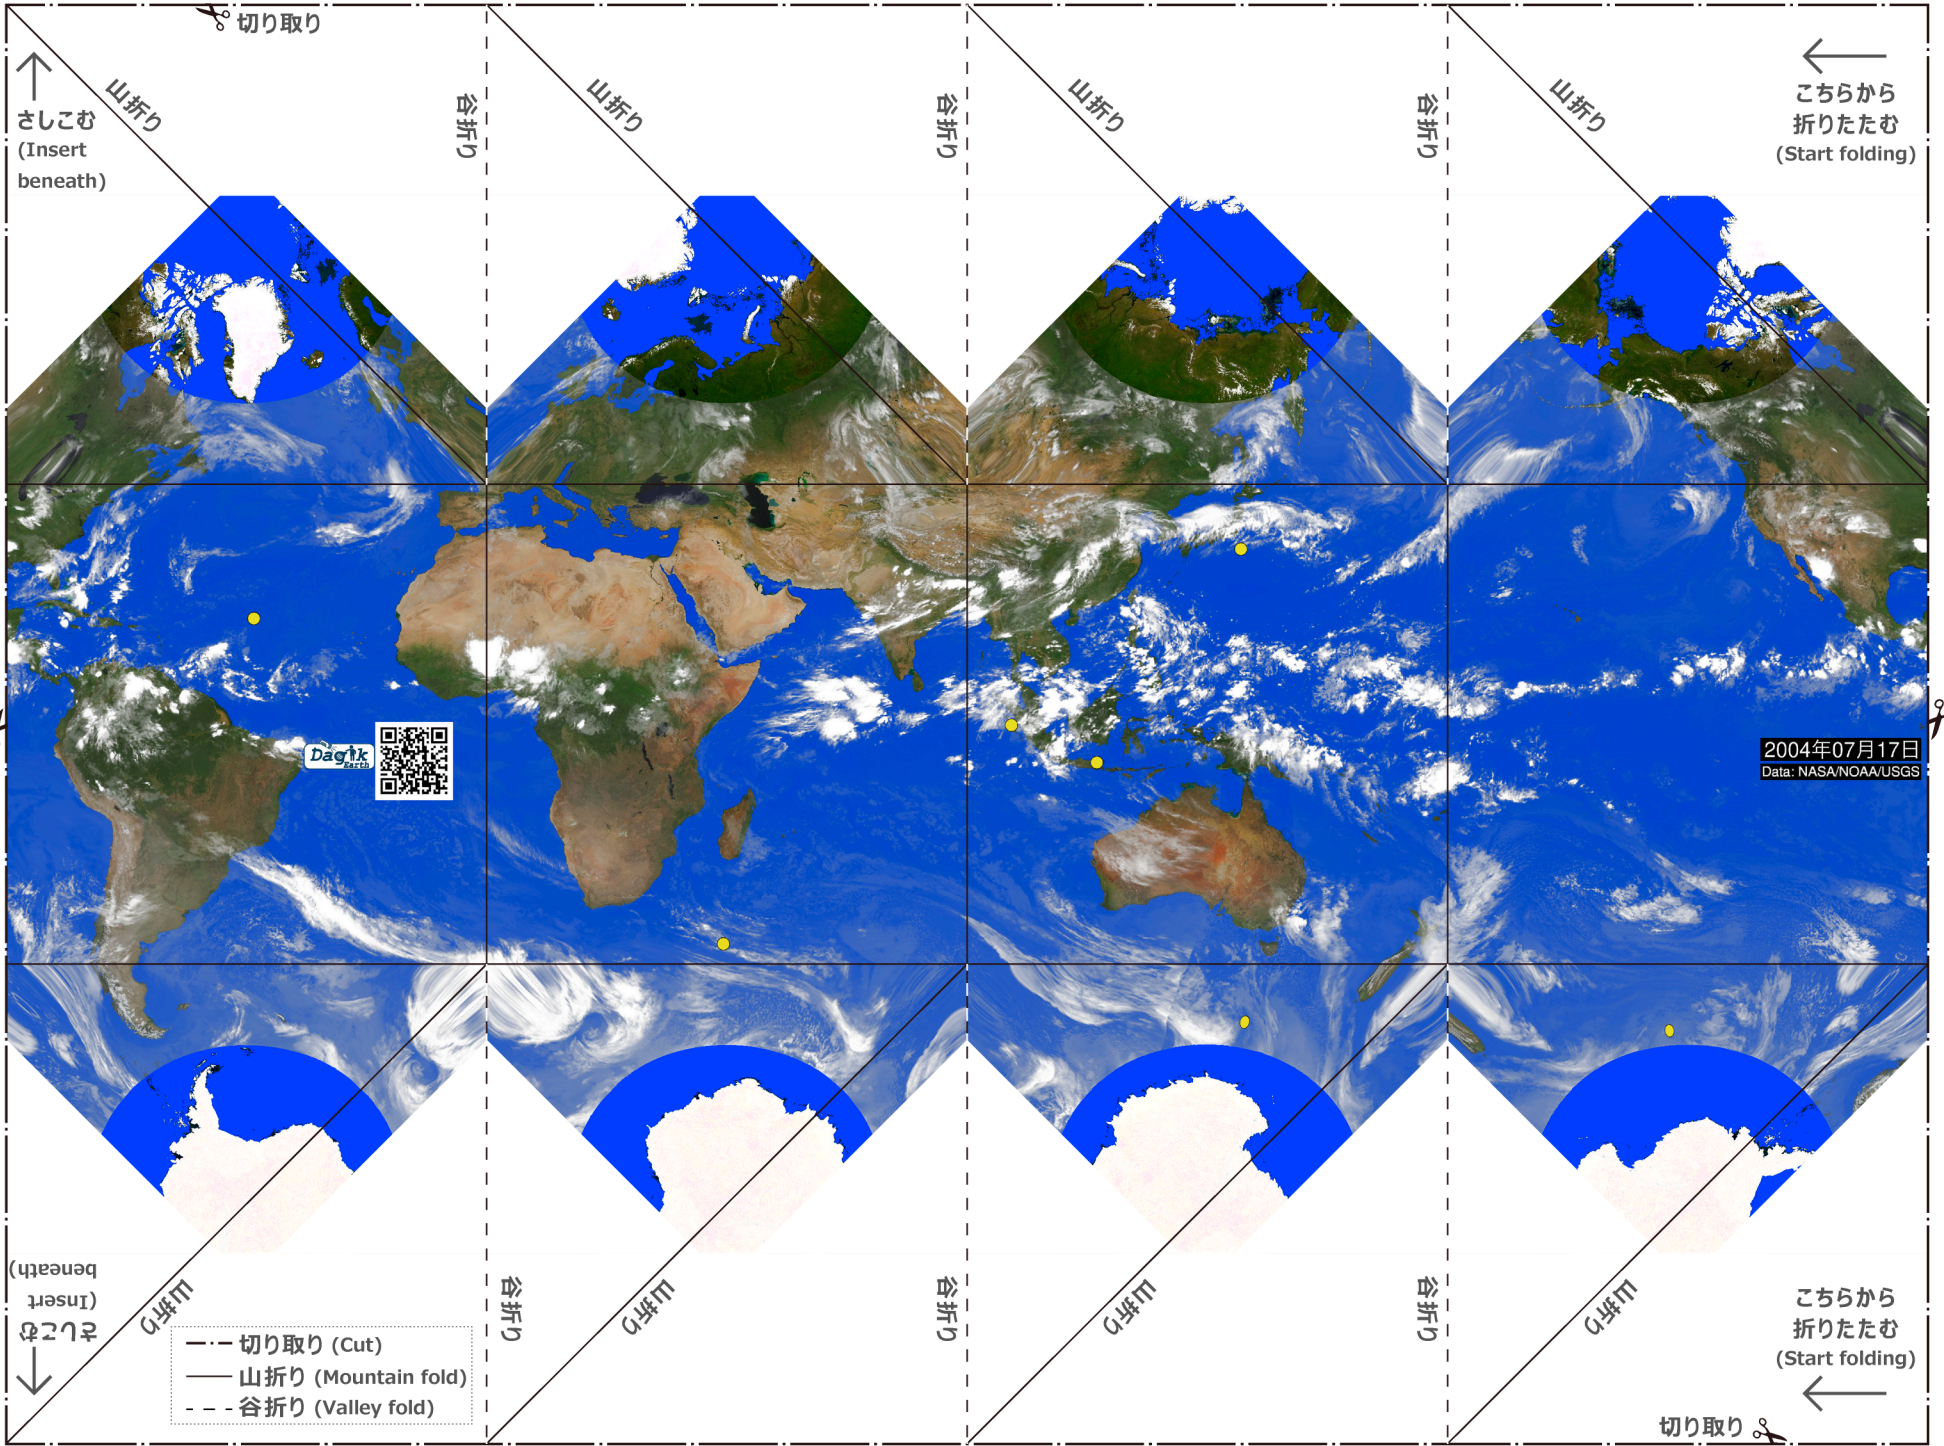 切り取り
山折り
谷折り
山折り
谷折り
山折り
谷折り
山折り
さしこむ
(Insert
beneath)
こちらから
折りたたむ
(Start folding)
Dagik
Earth
2004年07月17日
Data: NASA/NOAA/USGS
さしこむ
(Insert
beneath)
山折り
谷折り
山折り
谷折り
山折り
谷折り
山折り
こちらから
折りたたむ
(Start folding)
切り取り (Cut)
山折り (Mountain fold)
谷折り (Valley fold)
切り取り